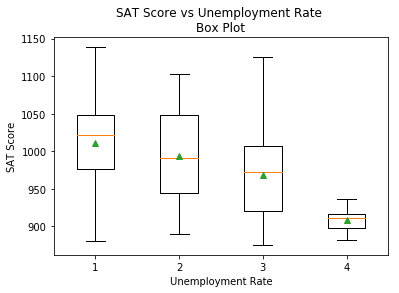 SAT Score vs Unemployment Rate
Box Plot
1150
1100
1050
1000
950
900
SAT Score
1 2 3 4
Unemployment Rate